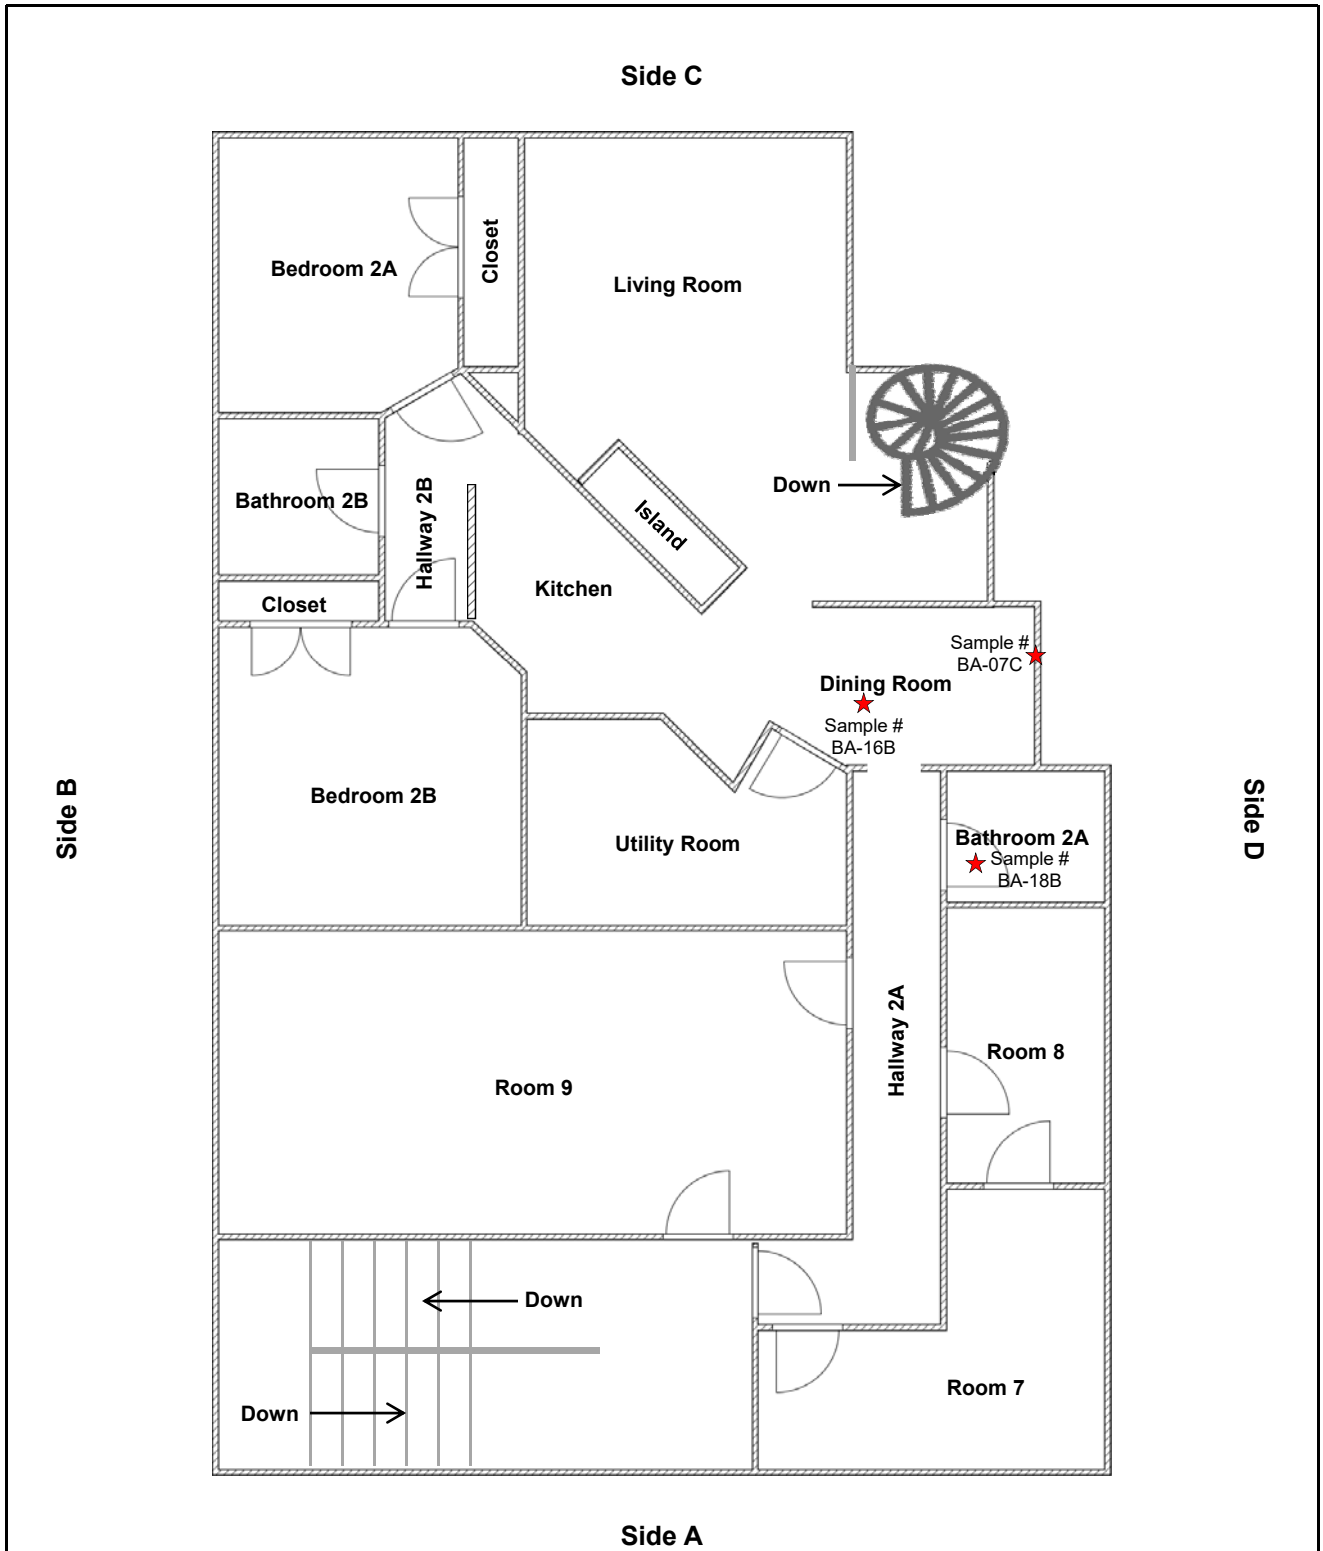 Side C
Bedroom 2A
Closet
Living Room
Down
Bathroom 2B
Hallway 2B
Island
Kitchen
Closet
Sample #
BA-07C
Dining Room
Sample #
BA-16B
Side B
Bedroom 2B
Utility Room
Bathroom 2A
Sample #
BA-18B
Side D
Hallway 2A
Room 8
Room 9
Down
Down
Room 7
Side A